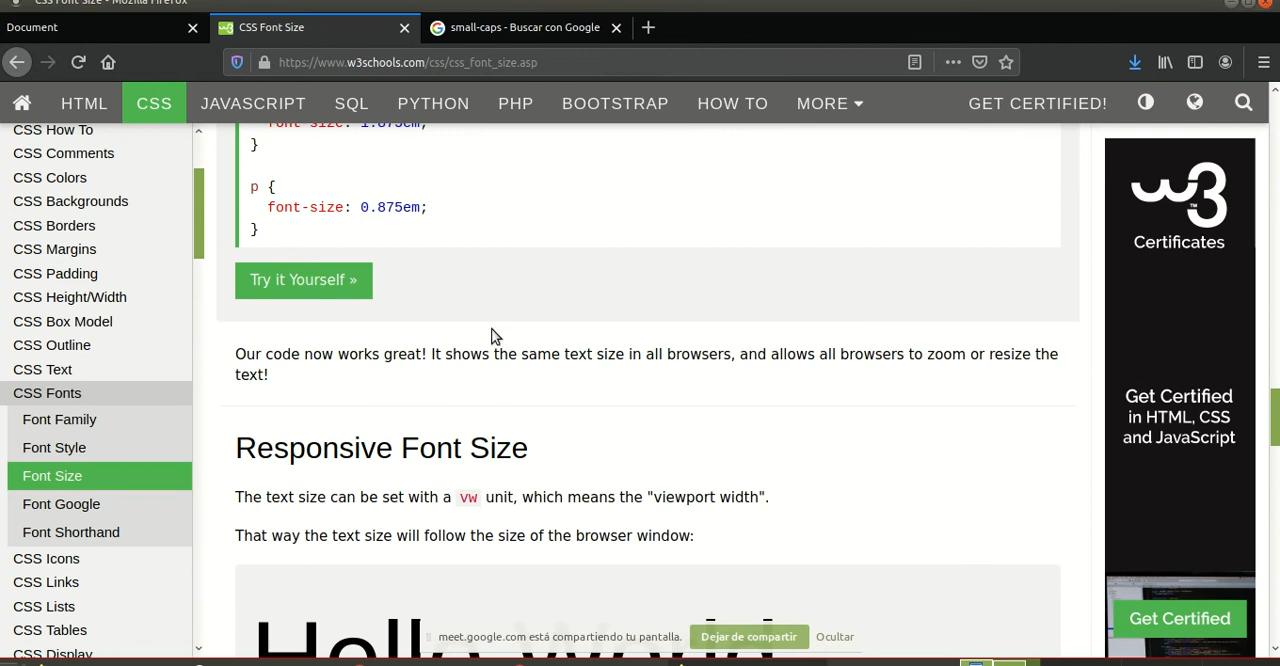 CSS Font Size - Mozilla Firefox
Document
CSS Font Size
small-caps - Buscar con Google
https://www.w3schools.com/css/css_font_size.asp
HTML CSS JAVASCRIPT SQL PYTHON PHP BOOTSTRAP HOW TO MORE GET CERTIFIED!
CSS How To
CSS Comments
CSS Colors
CSS Backgrounds
CSS Borders
CSS Margins
CSS Padding
CSS Height/Width
CSS Box Model
CSS Outline
CSS Text
CSS Fonts
Font Family
Font Style
Font Size
Font Google
Font Shorthand
CSS Icons
CSS Links
CSS Lists
CSS Tables
CSS Display
font-size: 1.875em;
}
p {
font-size: 0.875em;
}
Try it Yourself »
Our code now works great! It shows the same text size in all browsers, and allows all browsers to zoom or resize the
text!
Responsive Font Size
The text size can be set with a vw unit, which means the "viewport width".
That way the text size will follow the size of the browser window:
Hello World
meet.google.com está compartiendo tu pantalla. Dejar de compartir Ocultar
w3
™
Certificates
Get Certified
in HTML, CSS
and JavaScript
Get Certified